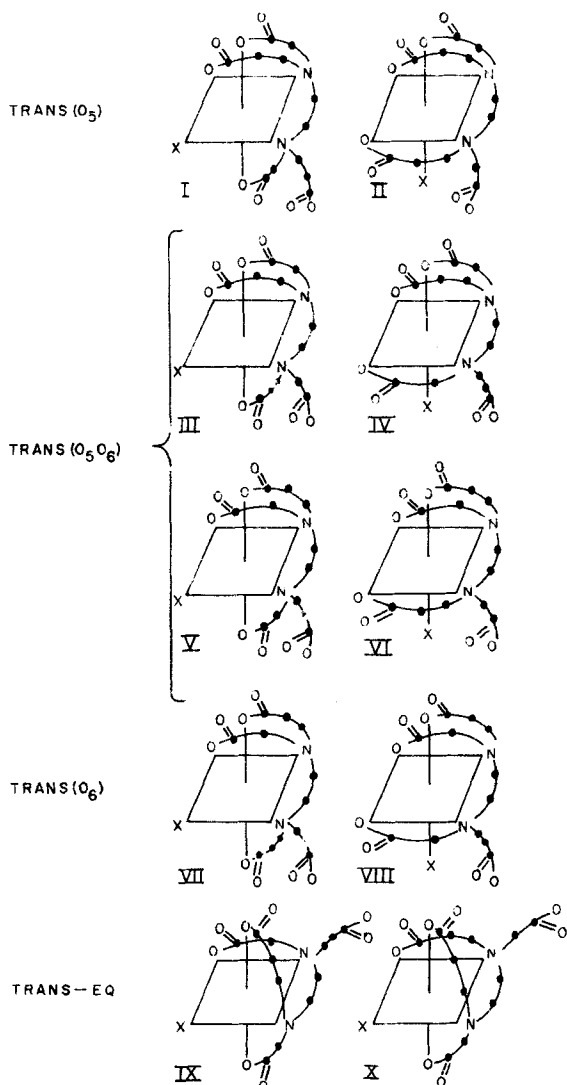 TRANS(O5)
O O O O N N
O O O O H N
X N O X
I O O O O II O O
TRANS(O5O6)
O O O O N
O O O O N
X N O N
III O O O O IV O X O O
O O O O N
O O O O N
X N O N
V O O O O VI O X O O
TRANS(O6)
O O O O N
O O O O N
X N O N
VII O O O O VIII O X O O
TRANS-EQ
O O O O N O O
O O O O N O O
X N X N
IX O O X O O